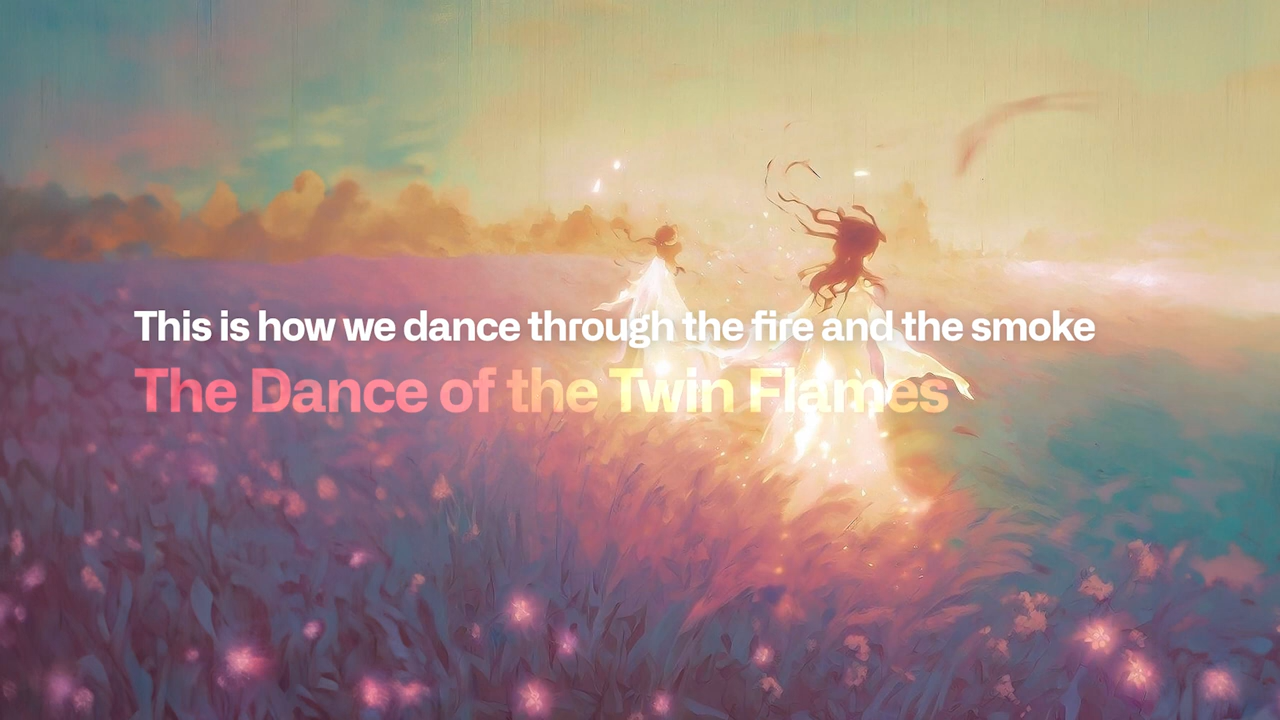 This is how we dance through the fire and the smoke
The Dance of the Twin Flames